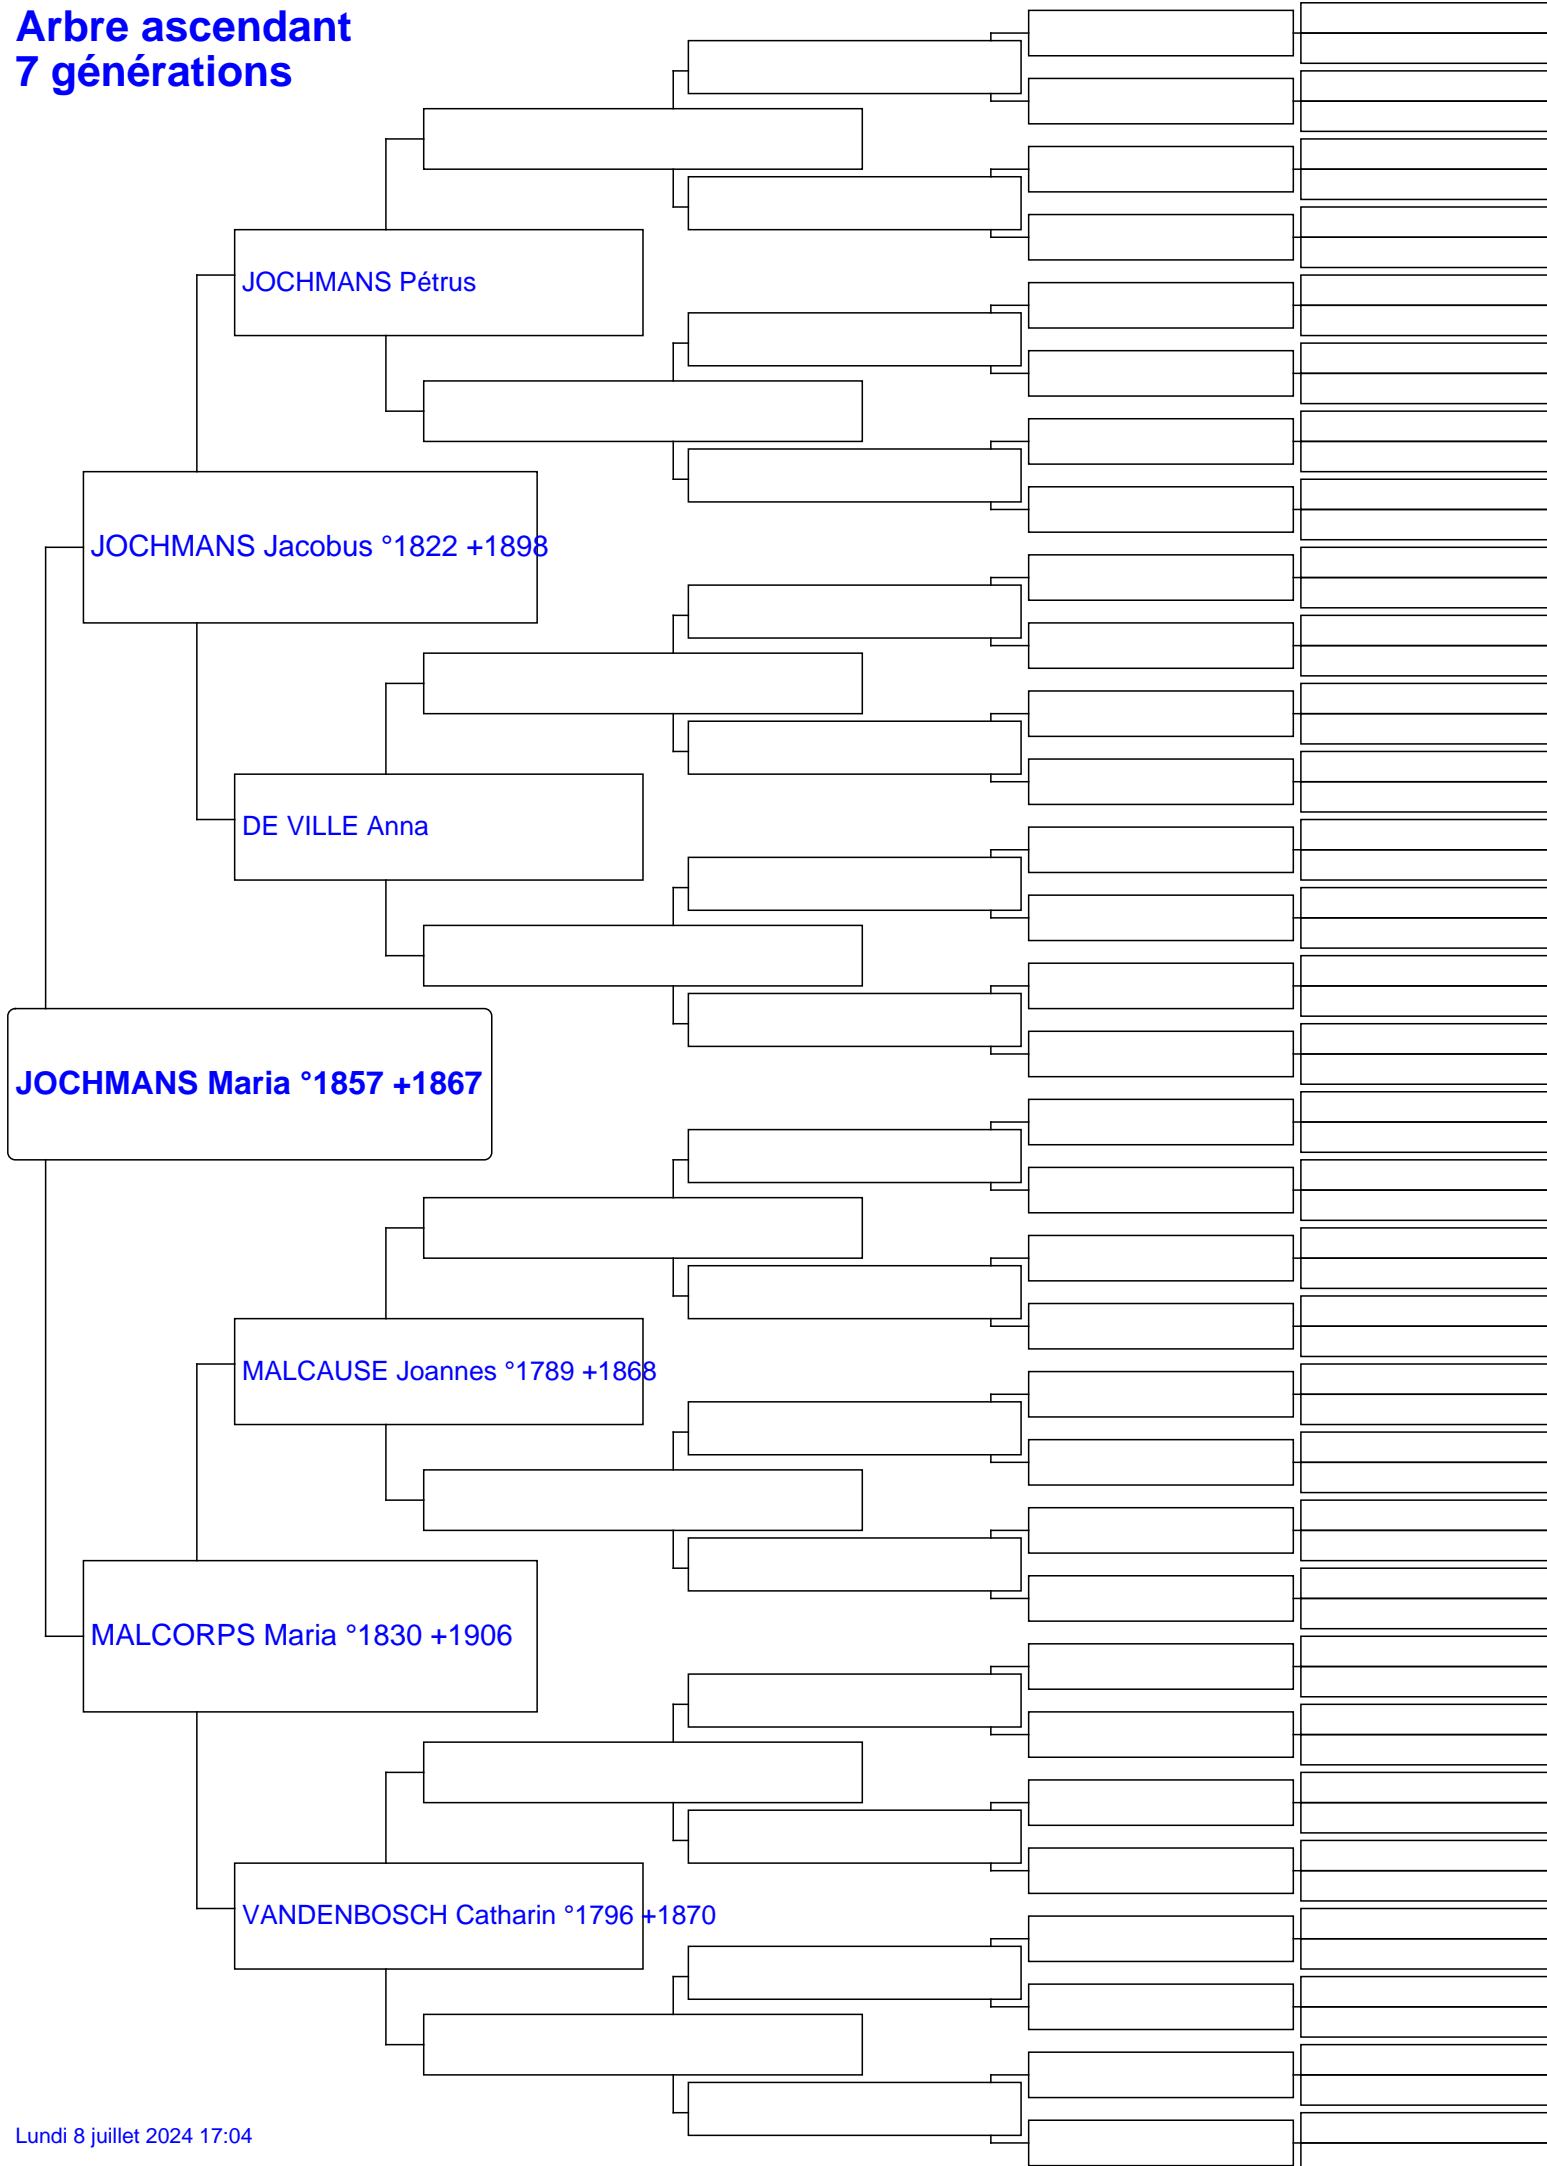 Arbre ascendant
7 générations
JOCHMANS Pétrus
JOCHMANS Jacobus °1822 +1898
DE VILLE Anna
JOCHMANS Maria °1857 +1867
MALCAUSE Joannes °1789 +1868
MALCORPS Maria °1830 +1906
VANDENBOSCH Catharin °1796 +1870
Lundi 8 juillet 2024 17:04